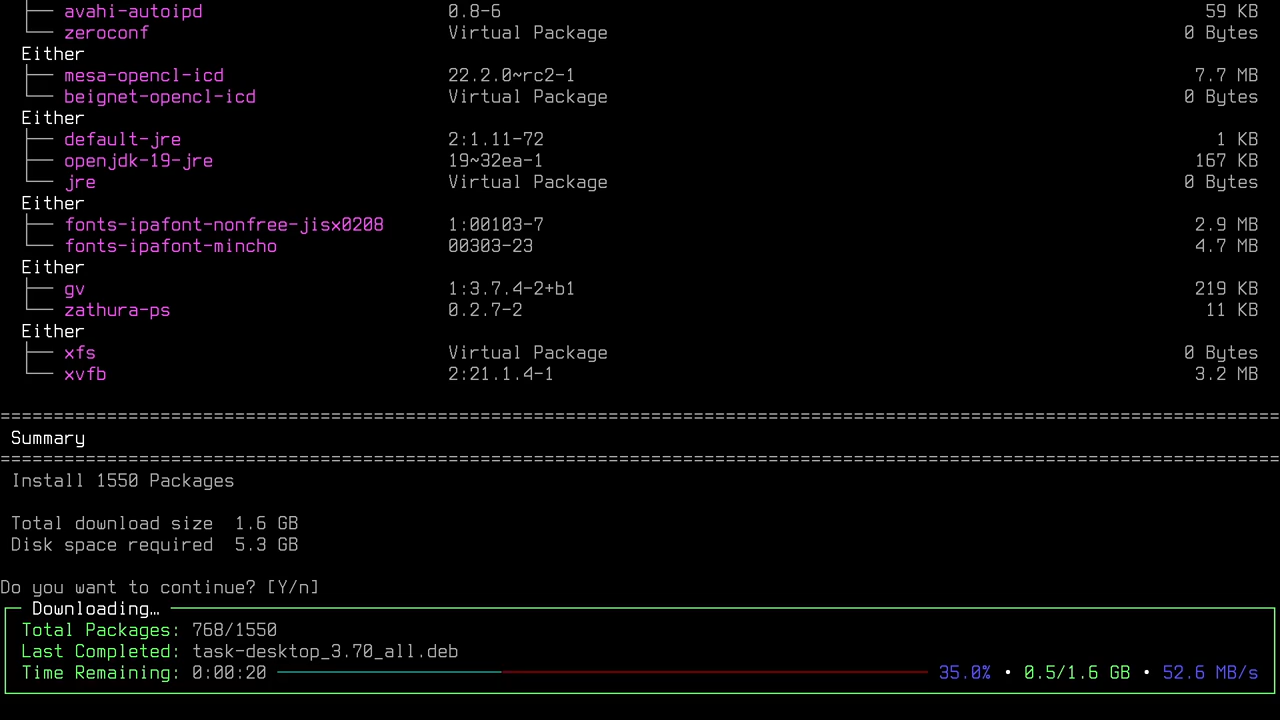 avahi-autoipd 0.8-6 59 KB
zeroconf Virtual Package 0 Bytes
Either
mesa-opencl-icd 22.2.0~rc2-1 7.7 MB
beignet-opencl-icd Virtual Package 0 Bytes
Either
default-jre 2:1.11-72 1 KB
openjdk-19-jre 19~32ea-1 167 KB
jre Virtual Package 0 Bytes
Either
fonts-ipafont-nonfree-jisx0208 1:00103-7 2.9 MB
fonts-ipafont-mincho 00303-23 4.7 MB
Either
gv 1:3.7.4-2+b1 219 KB
zathura-ps 0.2.7-2 11 KB
Either
xfs Virtual Package 0 Bytes
xvfb 2:21.1.4-1 3.2 MB
Summary
Install 1550 Packages
Total download size 1.6 GB
Disk space required 5.3 GB
Do you want to continue? [Y/n]
Downloading…
Total Packages: 768/1550
Last Completed: task-desktop_3.70_all.deb
Time Remaining: 0:00:20 35.0% • 0.5/1.6 GB • 52.6 MB/s